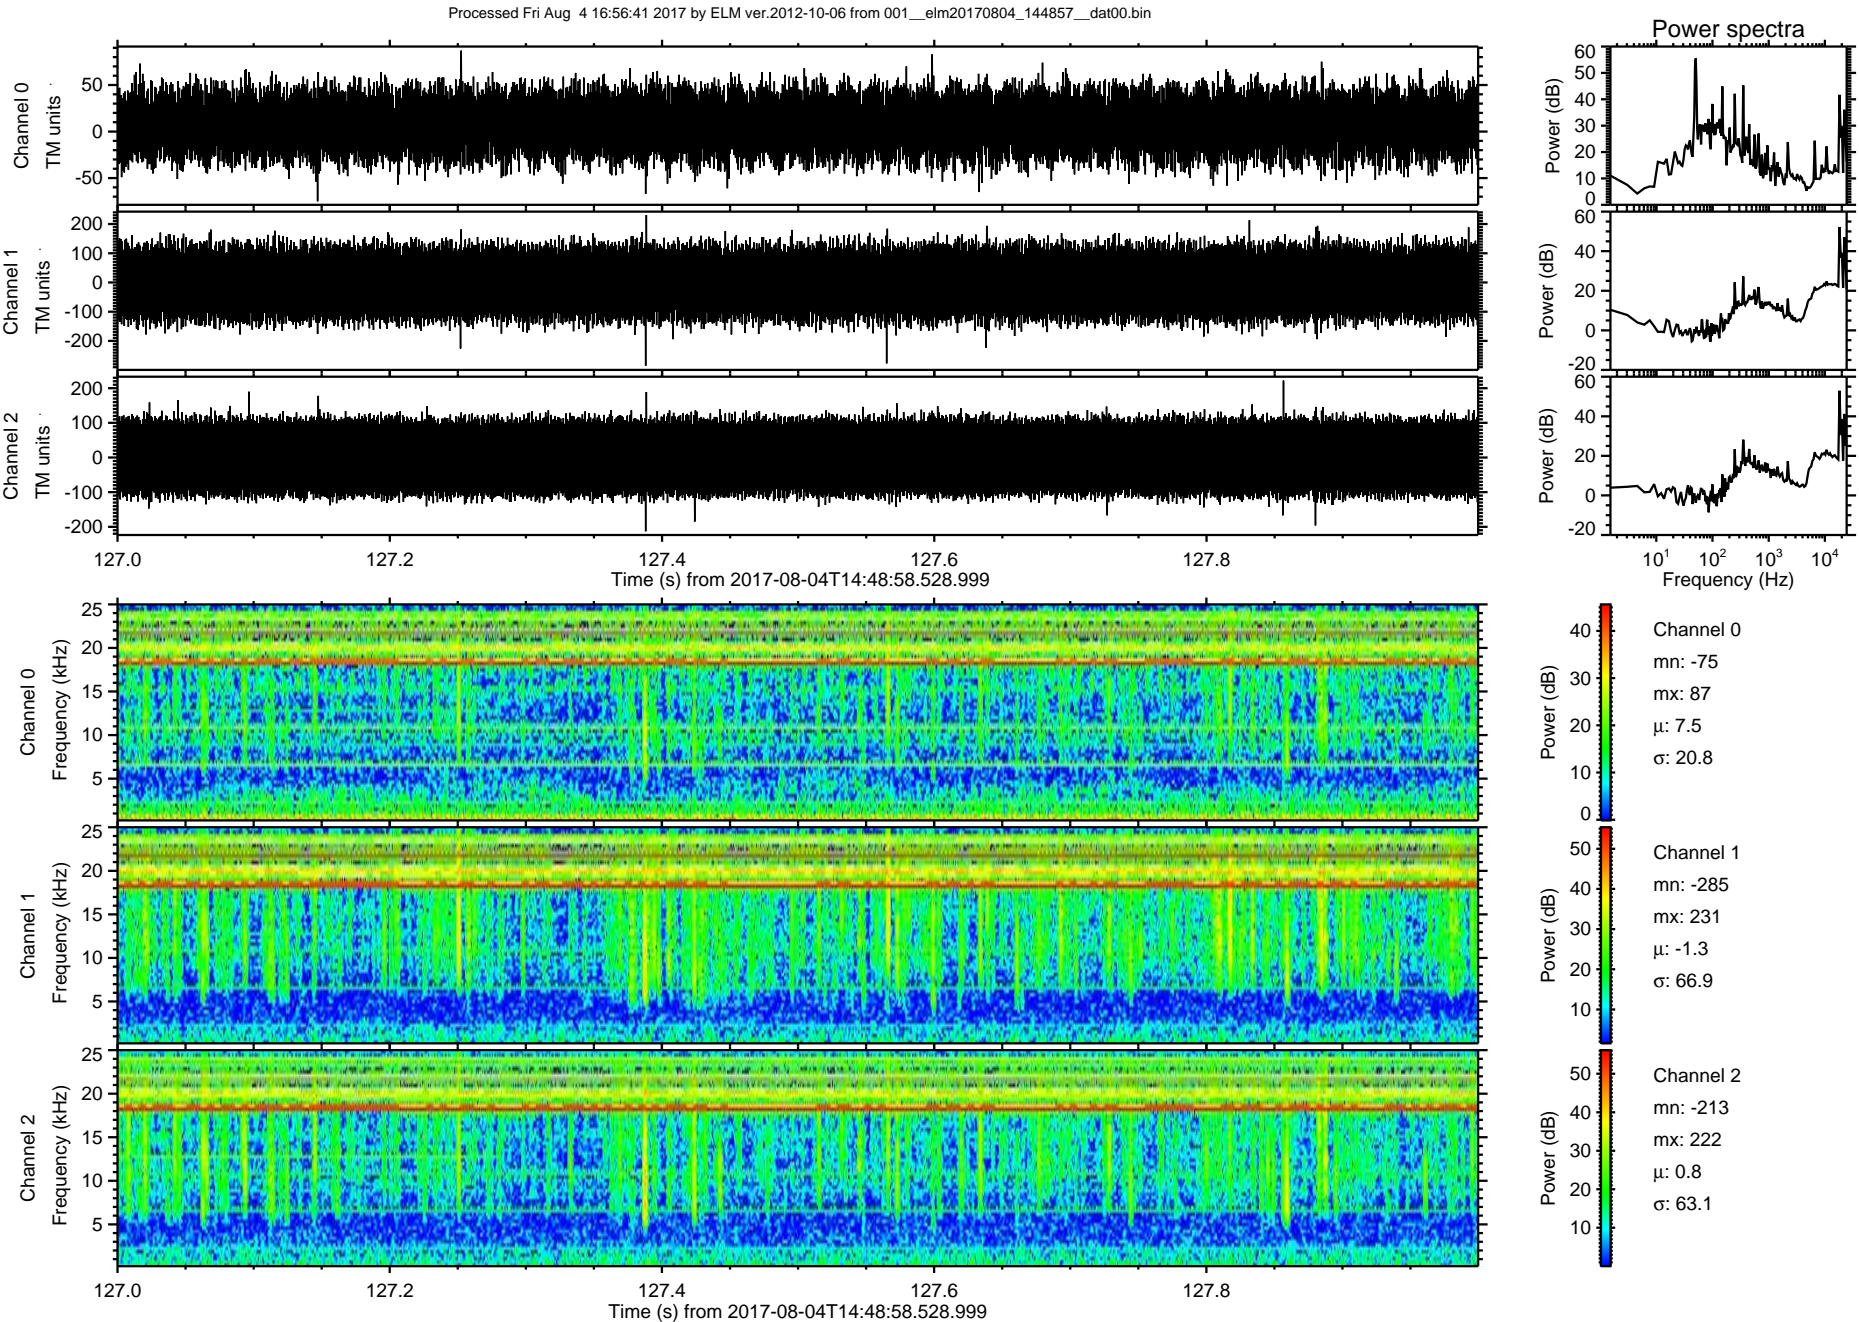 Processed Fri Aug  4 16:56:41 2017 by ELM ver.2012-10-06 from 001__elm20170804_144857__dat00.bin
Power spectra
Channel 0
TM units
50
0
-50
Power (dB)
60
50
40
30
20
10
0
Channel 1
TM units
200
100
0
-100
-200
Power (dB)
60
40
20
0
-20
Channel 2
TM units
200
100
0
-100
-200
Power (dB)
60
40
20
0
-20
127.0 127.2 127.4 127.6 127.8
Time (s) from 2017-08-04T14:48:58.528.999
10^1 10^2 10^3 10^4
Frequency (Hz)
Channel 0
Frequency (kHz)
25
20
15
10
5
Power (dB)
40
30
20
10
0
Channel 0
mn: -75
mx: 87
μ: 7.5
σ: 20.8
Channel 1
Frequency (kHz)
25
20
15
10
5
Power (dB)
50
40
30
20
10
Channel 1
mn: -285
mx: 231
μ: -1.3
σ: 66.9
Channel 2
Frequency (kHz)
25
20
15
10
5
Power (dB)
50
40
30
20
10
Channel 2
mn: -213
mx: 222
μ: 0.8
σ: 63.1
127.0 127.2 127.4 127.6 127.8
Time (s) from 2017-08-04T14:48:58.528.999